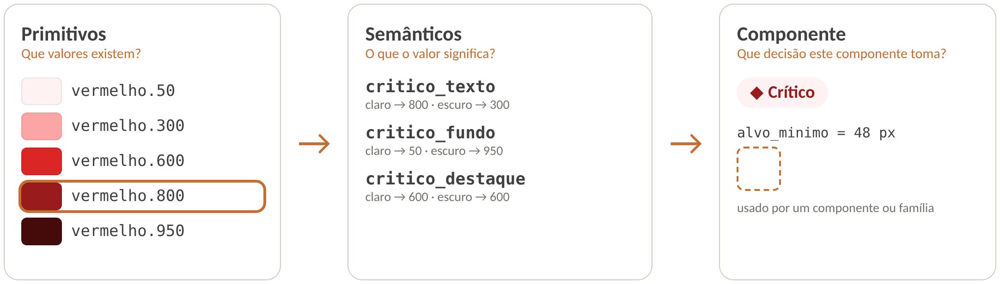 Primitivos
Que valores existem?
vermelho.50
vermelho.300
vermelho.600
vermelho.800
vermelho.950
→
Semânticos
O que o valor significa?
critico_texto
claro → 800 · escuro → 300
critico_fundo
claro → 50 · escuro → 950
critico_destaque
claro → 600 · escuro → 600
→
Componente
Que decisão este componente toma?
◆ Crítico
alvo_minimo = 48 px
usado por um componente ou família